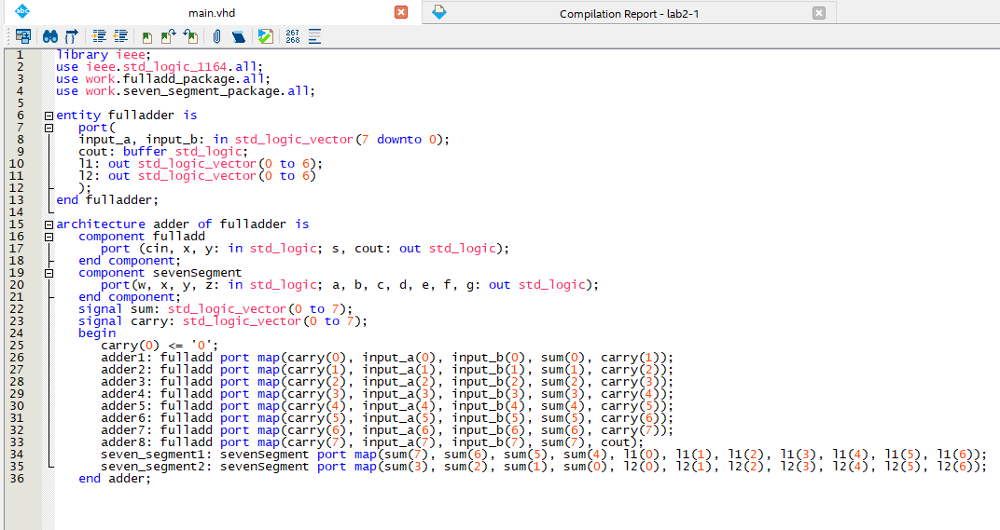 main.vhd
Compilation Report - lab2-1
abc
267
268
1 library ieee;
2 use ieee.std_logic_1164.all;
3 use work.fulladd_package.all;
4 use work.seven_segment_package.all;
5
6 entity fulladder is
7 port(
8 input_a, input_b: in std_logic_vector(7 downto 0);
9 cout: buffer std_logic;
10 l1: out std_logic_vector(0 to 6);
11 l2: out std_logic_vector(0 to 6)
12 );
13 end fulladder;
14
15 architecture adder of fulladder is
16 component fulladd
17 port (cin, x, y: in std_logic; s, cout: out std_logic);
18 end component;
19 component sevenSegment
20 port(w, x, y, z: in std_logic; a, b, c, d, e, f, g: out std_logic);
21 end component;
22 signal sum: std_logic_vector(0 to 7);
23 signal carry: std_logic_vector(0 to 7);
24 begin
25 carry(0) <= '0';
26 adder1: fulladd port map(carry(0), input_a(0), input_b(0), sum(0), carry(1));
27 adder2: fulladd port map(carry(1), input_a(1), input_b(1), sum(1), carry(2));
28 adder3: fulladd port map(carry(2), input_a(2), input_b(2), sum(2), carry(3));
29 adder4: fulladd port map(carry(3), input_a(3), input_b(3), sum(3), carry(4));
30 adder5: fulladd port map(carry(4), input_a(4), input_b(4), sum(4), carry(5));
31 adder6: fulladd port map(carry(5), input_a(5), input_b(5), sum(5), carry(6));
32 adder7: fulladd port map(carry(6), input_a(6), input_b(6), sum(6), carry(7));
33 adder8: fulladd port map(carry(7), input_a(7), input_b(7), sum(7), cout);
34 seven_segment1: sevenSegment port map(sum(7), sum(6), sum(5), sum(4), l1(0), l1(1), l1(2), l1(3), l1(4), l1(5), l1(6));
35 seven_segment2: sevenSegment port map(sum(3), sum(2), sum(1), sum(0), l2(0), l2(1), l2(2), l2(3), l2(4), l2(5), l2(6));
36 end adder;